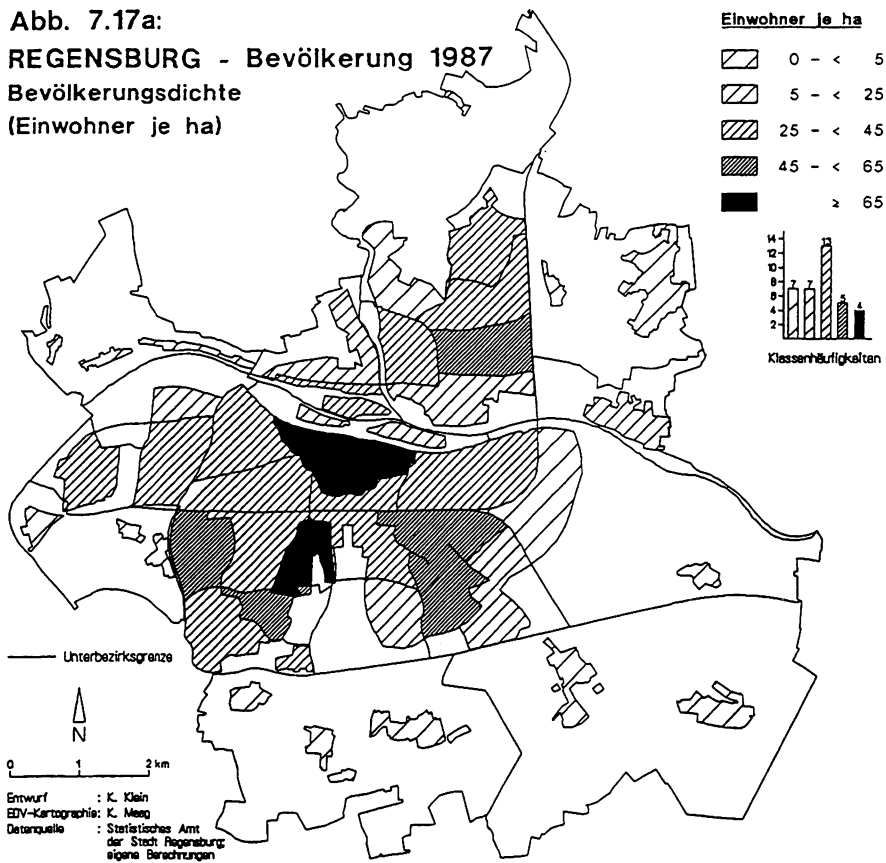 Abb. 7.17a:
REGENSBURG - Bevölkerung 1987
Bevölkerungsdichte
(Einwohner je ha)
Einwohner je ha
0 - < 5
5 - < 25
25 - < 45
45 - < 65
≥ 65
14
12
10
8
6
4
2
7 7 13 5 4
Klassenhäufigkeiten
Unterbezirksgrenze
N
0 1 2 km
Entwurf : K. Klein
EDV-Kartographie: K. Maag
Datenquelle : Statistisches Amt
der Stadt Regensburg;
eigene Berechnungen